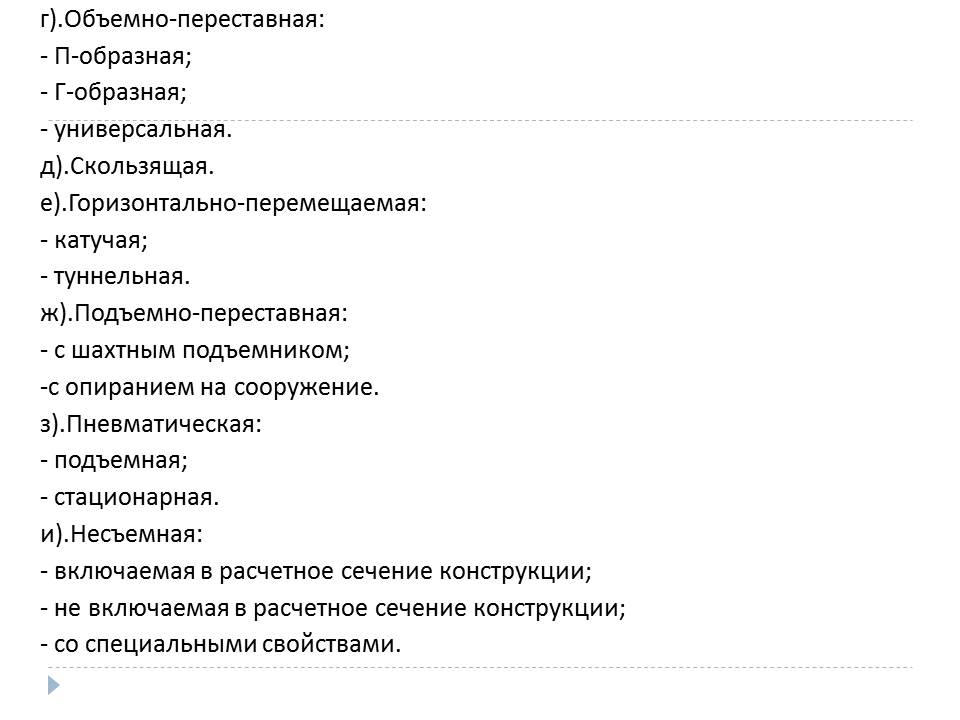 г).Объемно-переставная:
- П-образная;
- Г-образная;
- универсальная.
д).Скользящая.
е).Горизонтально-перемещаемая:
- катучая;
- туннельная.
ж).Подъемно-переставная:
- с шахтным подъемником;
-с опиранием на сооружение.
з).Пневматическая:
- подъемная;
- стационарная.
и).Несъемная:
- включаемая в расчетное сечение конструкции;
- не включаемая в расчетное сечение конструкции;
- со специальными свойствами.